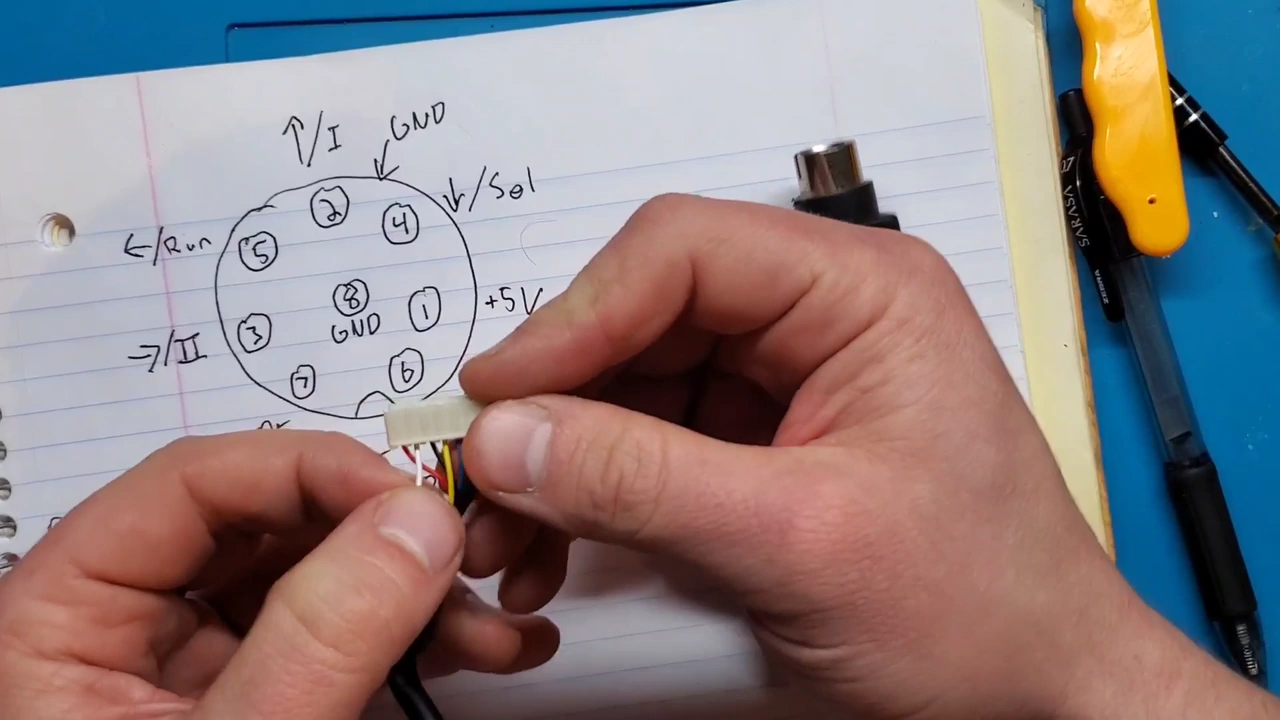 ↑/I
GND
↓/Sel
2
4
←/Run
5
8
GND
1
+5V
3
→/II
7
6
SARASA
ZEBRA